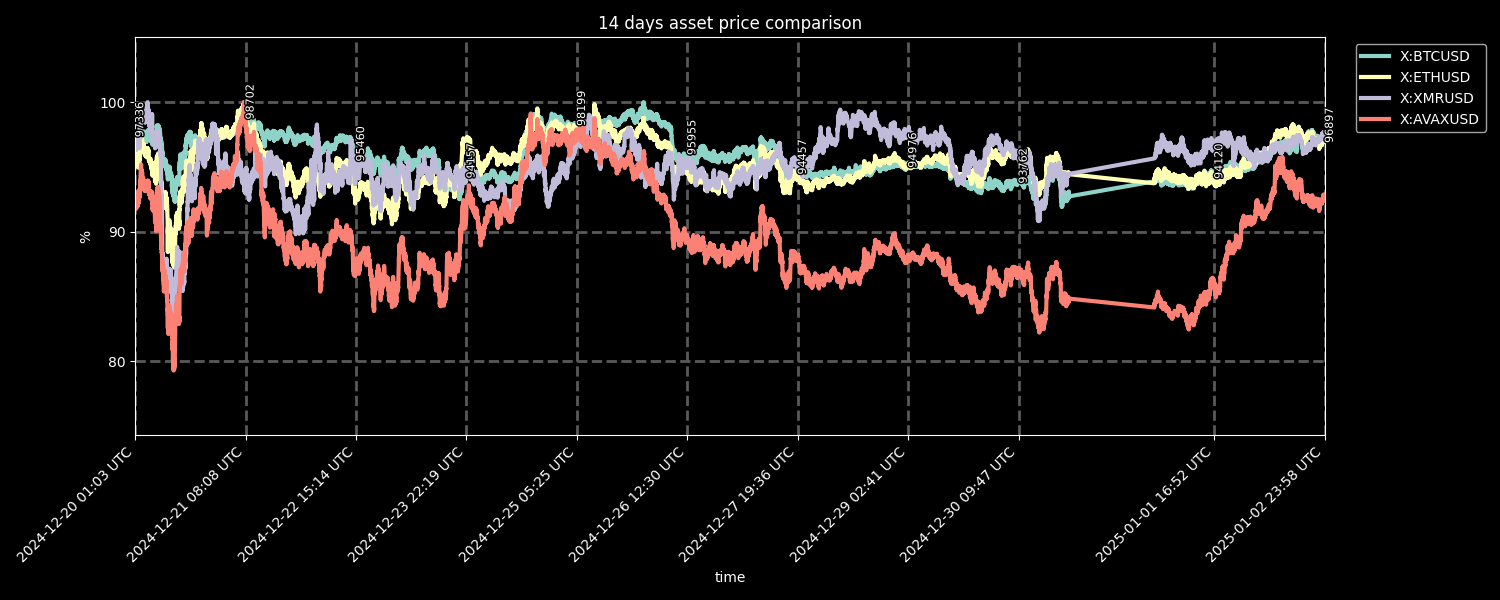 14 days asset price comparison
X:BTCUSD
X:ETHUSD
X:XMRUSD
X:AVAXUSD
%
100
90
80
97336
98702
95460
94157
98199
95955
94457
94976
93762
94120
96897
2024-12-20 01:03 UTC
2024-12-21 08:08 UTC
2024-12-22 15:14 UTC
2024-12-23 22:19 UTC
2024-12-25 05:25 UTC
2024-12-26 12:30 UTC
2024-12-27 19:36 UTC
2024-12-29 02:41 UTC
2024-12-30 09:47 UTC
2025-01-01 16:52 UTC
2025-01-02 23:58 UTC
time